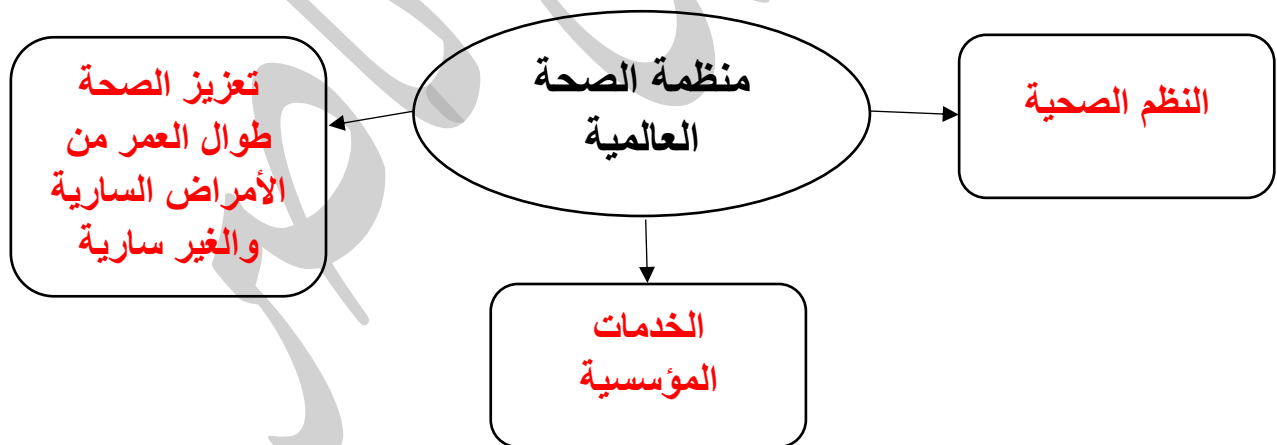 منظمة الصحة
العالمية
النظم الصحية
تعزيز الصحة
طوال العمر من
الأمراض السارية
والغير سارية
الخدمات
المؤسسية